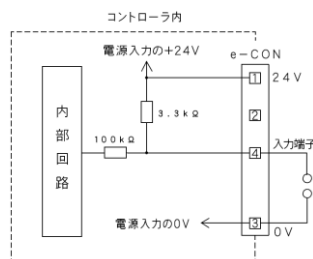 コントローラ内
電源入力の+24V
e-CON
1 24V
3.3kΩ
2
内部回路
100kΩ
4 入力端子
電源入力の0V
3 0V